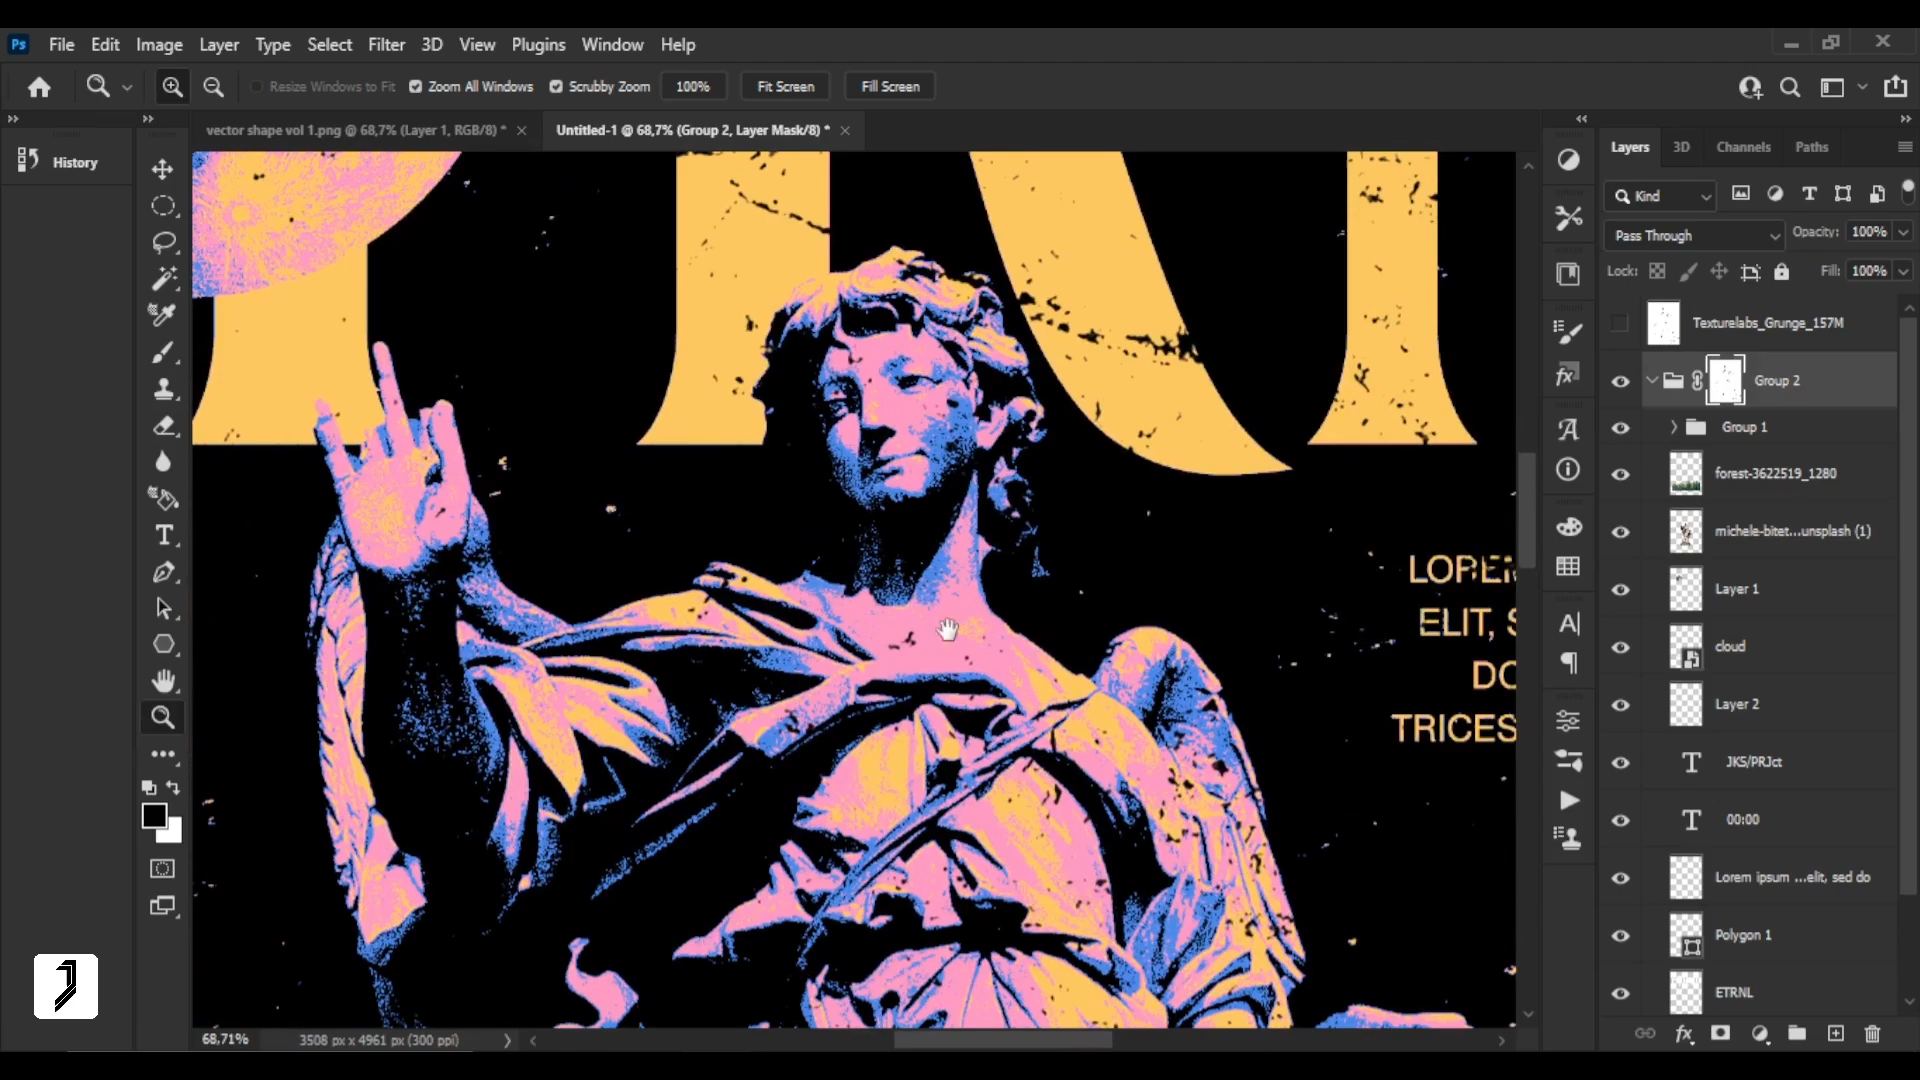 Ps File Edit Image Layer Type Select Filter 3D View Plugins Window Help
Resize Windows to Fit Zoom All Windows Scrubby Zoom 100% Fit Screen Fill Screen
vector shape vol 1.png @ 68,7% (Layer 1, RGB/8) * Untitled-1 @ 68,7% (Group 2, Layer Mask/8) *
History
Layers 3D Channels Paths
Kind
Pass Through Opacity: 100%
Lock: Fill: 100%
Texturelabs_Grunge_157M
Group 2
Group 1
forest-3622519_1280
michele-bitet...unsplash (1)
Layer 1
cloud
Layer 2
JKS/PRJct
00:00
Lorem ipsum ...elit, sed do
Polygon 1
ETRNL
LOREM
ELIT, S
DO
TRICES
68,71% 3508 px x 4961 px (300 ppi)